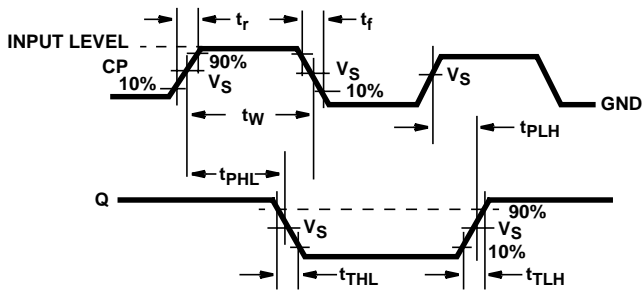 tr tf
INPUT LEVEL
CP 90% VS VS
10% VS 10%
GND
tW tPLH
tPHL
Q
VS 90%
VS
10%
tTHL tTLH